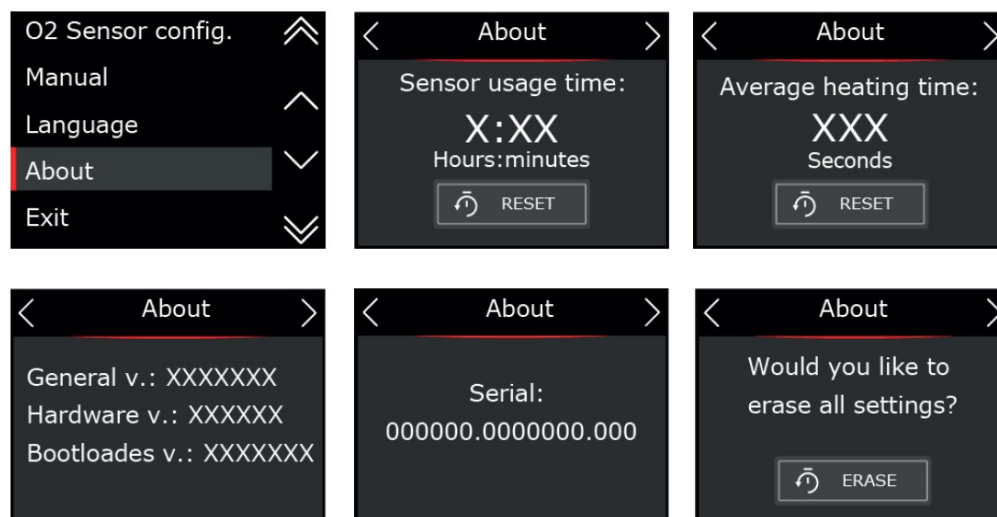 O2 Sensor config.
Manual
Language
About
Exit
About
Sensor usage time:
X:XX
Hours:minutes
RESET
About
Average heating time:
XXX
Seconds
RESET
About
General v.: XXXXXXX
Hardware v.: XXXXXX
Bootloades v.: XXXXXXX
About
Serial:
000000.0000000.000
About
Would you like to
erase all settings?
ERASE